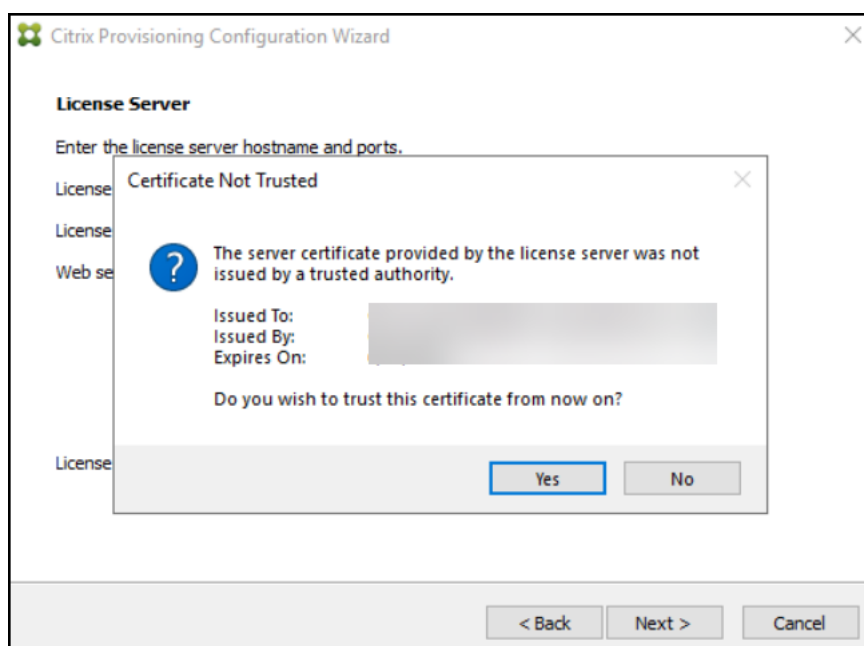 Citrix Provisioning Configuration Wizard
License Server
Enter the license server hostname and ports.
License
Certificate Not Trusted
License
Web se
The server certificate provided by the license server was not
issued by a trusted authority.
Issued To:
Issued By:
Expires On:
Do you wish to trust this certificate from now on?
License
Yes
No
< Back
Next >
Cancel